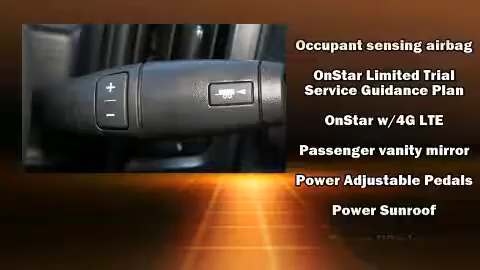 Occupant sensing airbag
OnStar Limited Trial
Service Guidance Plan
OnStar w/4G LTE
Passenger vanity mirror
Power Adjustable Pedals
Power Sunroof
+
−